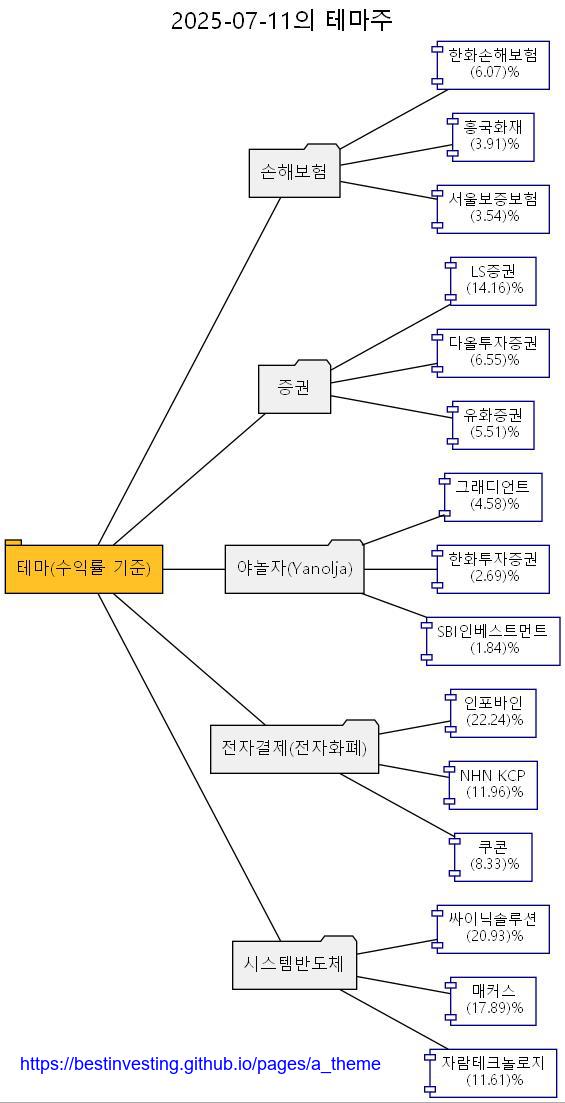 2025-07-11의 테마주
한화손해보험
(6.07)%
흥국화재
(3.91)%
손해보험
서울보증보험
(3.54)%
LS증권
(14.16)%
다올투자증권
(6.55)%
증권
유화증권
(5.51)%
그래디언트
(4.58)%
테마(수익률 기준)
야놀자(Yanolja)
한화투자증권
(2.69)%
SBI인베스트먼트
(1.84)%
인포바인
(22.24)%
전자결제(전자화폐)
NHN KCP
(11.96)%
쿠콘
(8.33)%
싸이닉솔루션
(20.93)%
시스템반도체
매커스
(17.89)%
자람테크놀로지
(11.61)%
https://bestinvesting.github.io/pages/a_theme